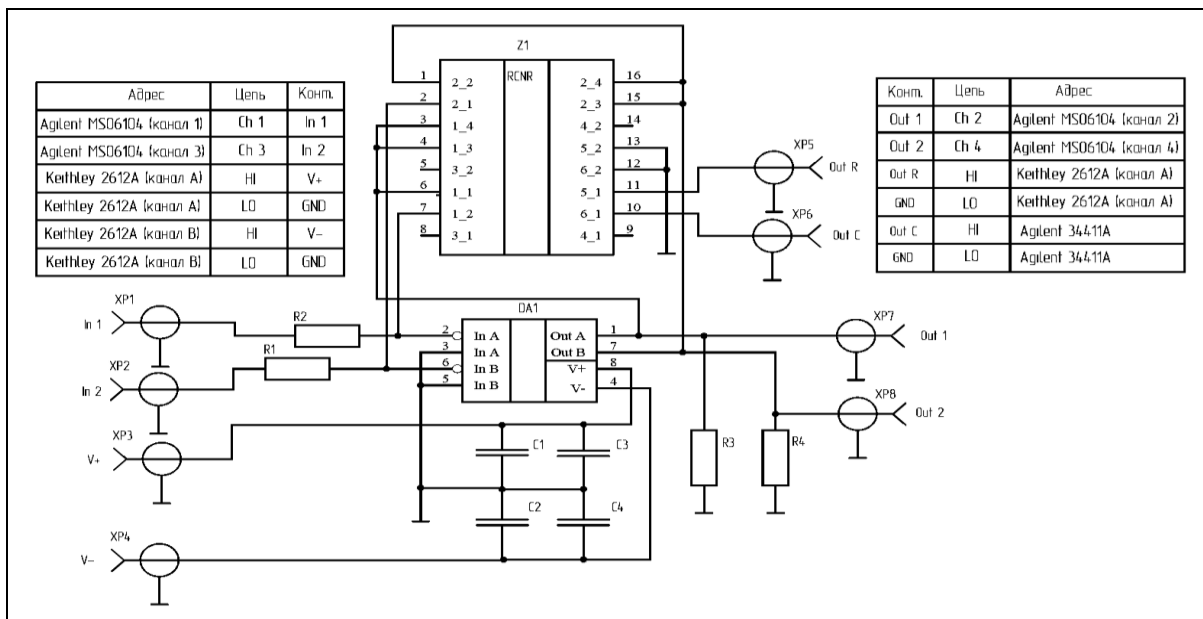 Z1
RCNR
1 2_2 2_4 16
2 2_1 2_3 15
3 1_4 4_2 14
4 1_3 5_2 13
5 3_2 6_2 12
6 1_1 5_1 11
7 1_2 6_1 10
8 3_1 4_1 9
Адрес Цепь Конт.
Agilent MSO6104 (канал 1) Ch 1 In 1
Agilent MSO6104 (канал 3) Ch 3 In 2
Keithley 2612A (канал A) HI V+
Keithley 2612A (канал A) LO GND
Keithley 2612A (канал B) HI V-
Keithley 2612A (канал B) LO GND
Конт. Цепь Адрес
Out 1 Ch 2 Agilent MSO6104 (канал 2)
Out 2 Ch 4 Agilent MSO6104 (канал 4)
Out R HI Keithley 2612A (канал A)
GND LO Keithley 2612A (канал A)
Out C HI Agilent 34411A
GND LO Agilent 34411A
XP5
Out R
XP6
Out C
XP1
In 1
R2
XP2
In 2
R1
DA1
2 In A Out A 1
3 In A Out B 7
6 In B V+ 8
5 In B V- 4
XP7
Out 1
XP8
Out 2
XP3
V+
C1 C3
R3 R4
C2 C4
XP4
V-